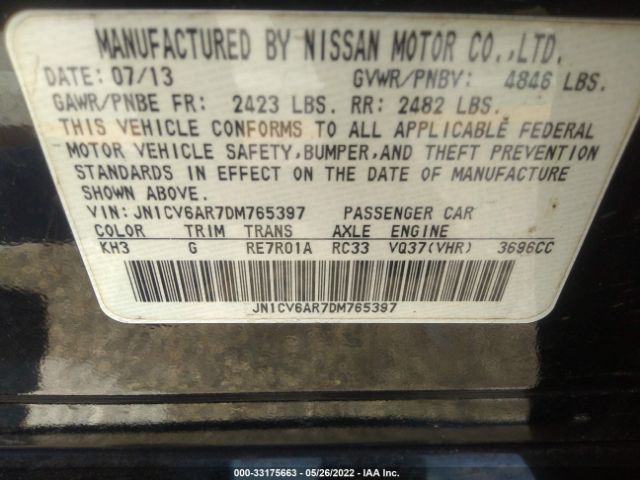 MANUFACTURED BY NISSAN MOTOR CO.,LTD.
DATE: 07/13 GVWR/PNBV: 4846 LBS.
GAWR/PNBE FR: 2423 LBS. RR: 2482 LBS.
THIS VEHICLE CONFORMS TO ALL APPLICABLE FEDERAL
MOTOR VEHICLE SAFETY,BUMPER,AND THEFT PREVENTION
STANDARDS IN EFFECT ON THE DATE OF MANUFACTURE
SHOWN ABOVE.
VIN: JN1CV6AR7DM765397 PASSENGER CAR
COLOR TRIM TRANS AXLE ENGINE
KH3 G RE7R01A RC33 VQ37(VHR) 3696CC
JN1CV6AR7DM765397
000-33175663 - 05/26/2022 - IAA Inc.